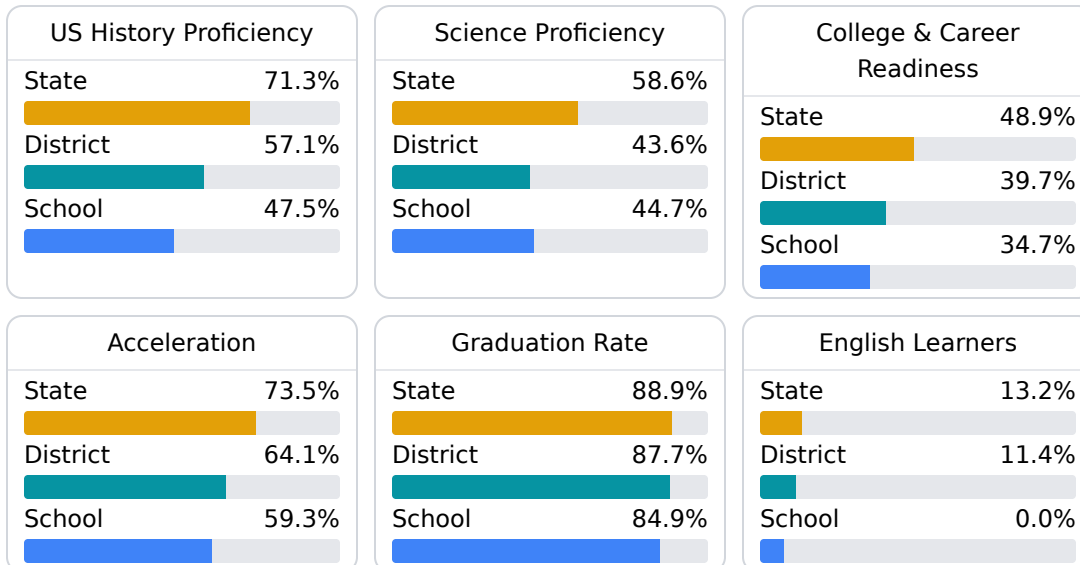 US History Proficiency
State 71.3%
District 57.1%
School 47.5%
Science Proficiency
State 58.6%
District 43.6%
School 44.7%
College & Career
Readiness
State 48.9%
District 39.7%
School 34.7%
Acceleration
State 73.5%
District 64.1%
School 59.3%
Graduation Rate
State 88.9%
District 87.7%
School 84.9%
English Learners
State 13.2%
District 11.4%
School 0.0%